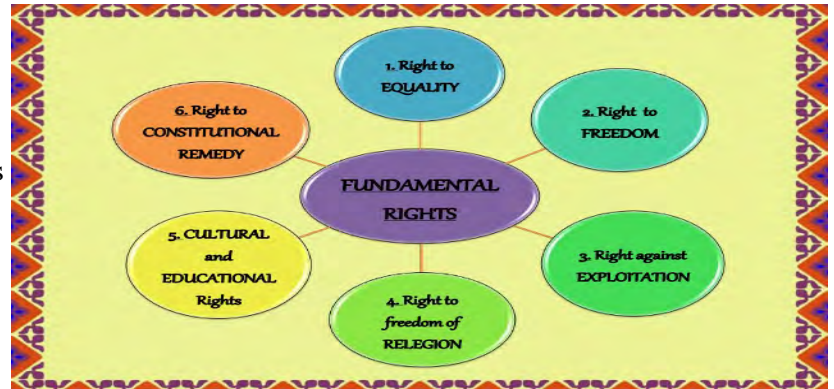 1. Right to
EQUALITY
2. Right to
FREEDOM
3. Right against
EXPLOITATION
4. Right to
freedom of
RELEGION
5. CULTURAL
and
EDUCATIONAL
Rights
6. Right to
CONSTITUTIONAL
REMEDY
FUNDAMENTAL
RIGHTS
s